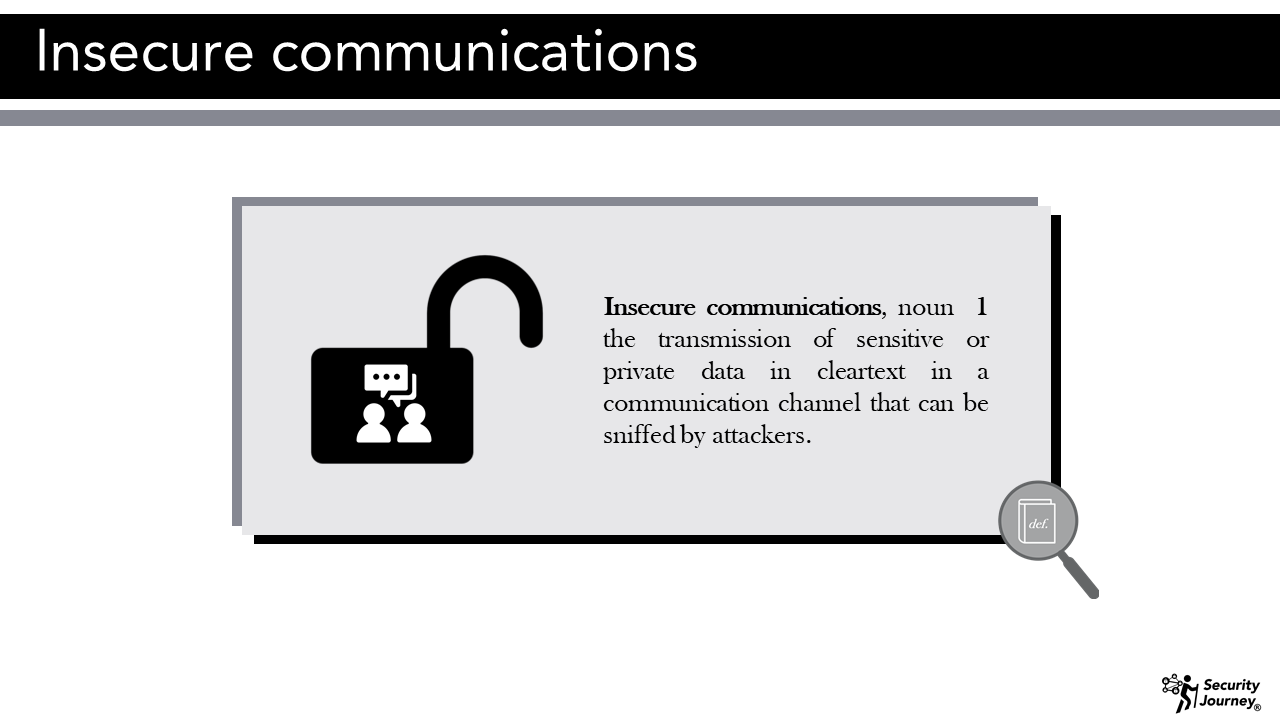 Insecure communications
Insecure communications, noun 1
the transmission of sensitive or
private data in cleartext in a
communication channel that can be
sniffed by attackers.
def.
Security
Journey®